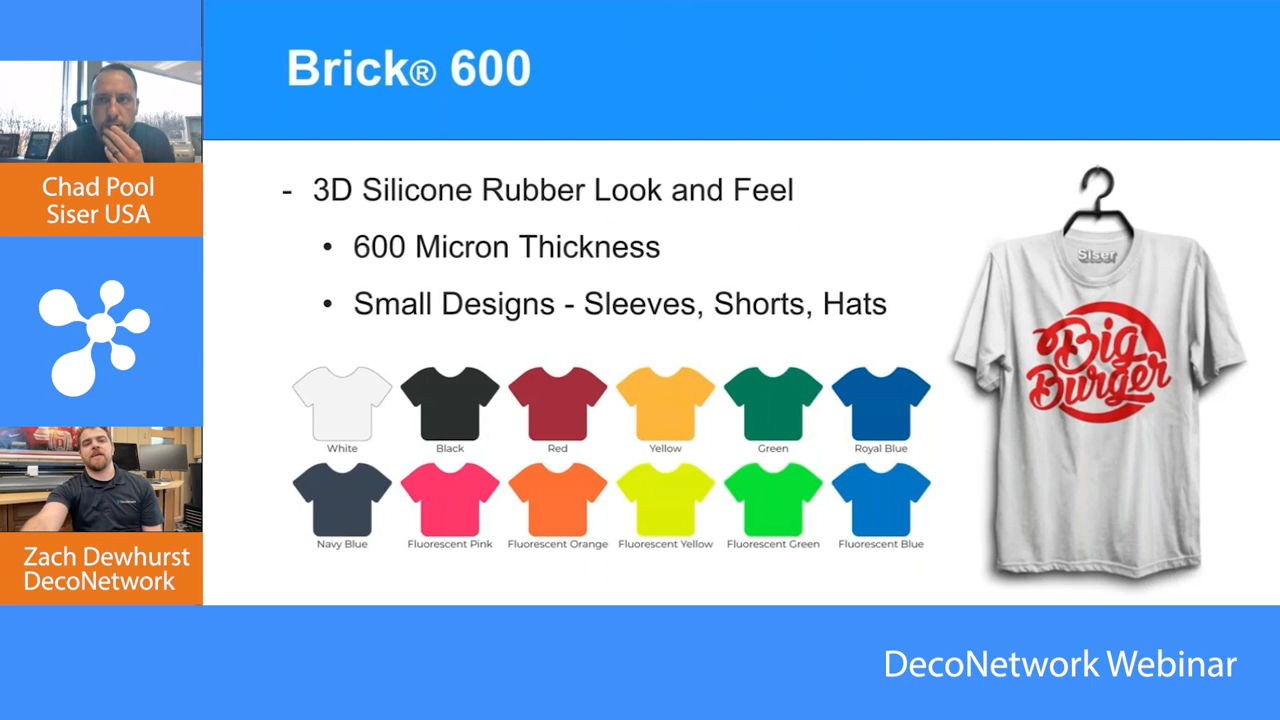 Brick® 600
Chad Pool
Siser USA
- 3D Silicone Rubber Look and Feel
• 600 Micron Thickness
• Small Designs - Sleeves, Shorts, Hats
Siser
Big
Burger
White
Black
Red
Yellow
Green
Royal Blue
Navy Blue
Fluorescent Pink
Fluorescent Orange
Fluorescent Yellow
Fluorescent Green
Fluorescent Blue
Zach Dewhurst
DecoNetwork
DecoNetwork Webinar